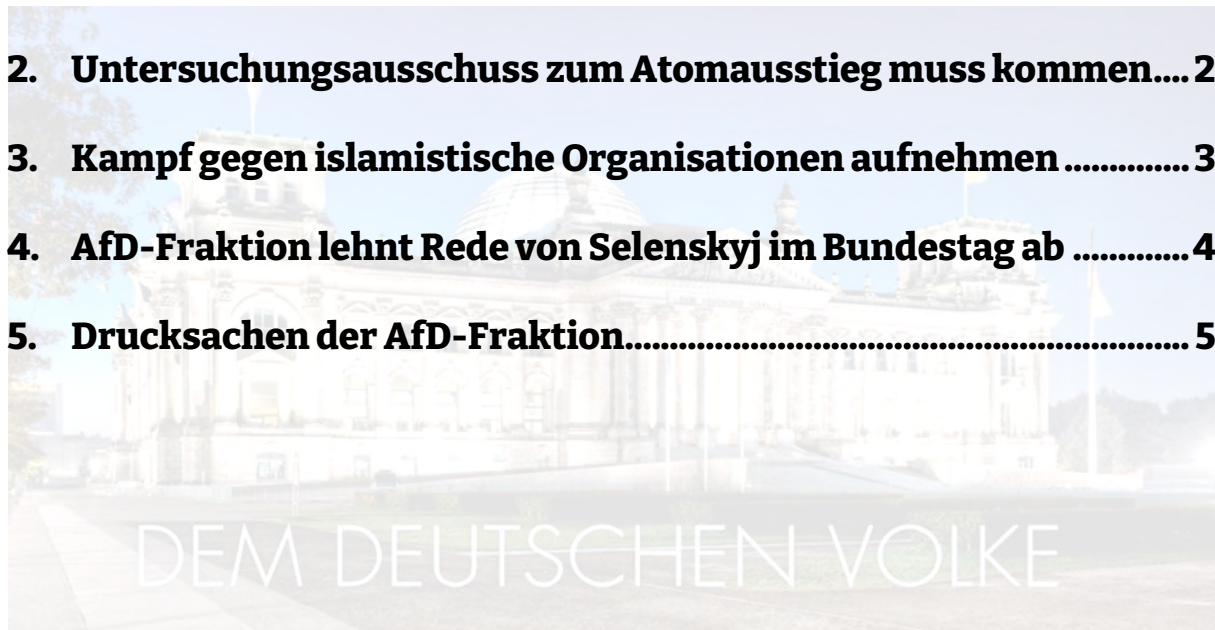 2. Untersuchungsausschuss zum Atomausstieg muss kommen.... 2
3. Kampf gegen islamistische Organisationen aufnehmen .............. 3
4. AfD-Fraktion lehnt Rede von Selenskyj im Bundestag ab ............. 4
5. Drucksachen der AfD-Fraktion................................................................ 5
DEM DEUTSCHEN VOLKE